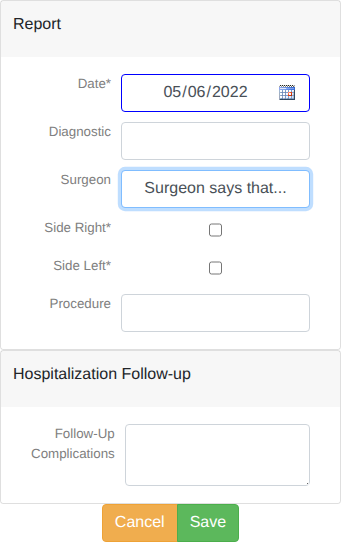 Report
Date* 05/06/2022
Diagnostic
Surgeon Surgeon says that...
Side Right*
Side Left*
Procedure
Hospitalization Follow-up
Follow-Up
Complications
Cancel Save